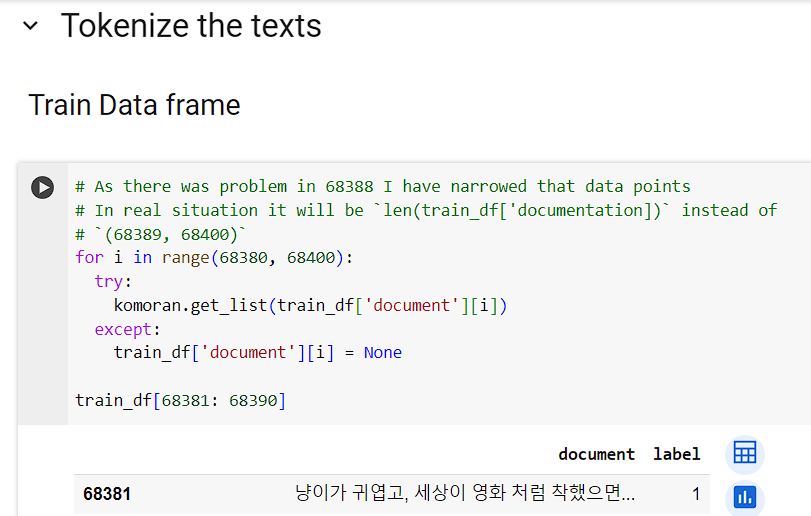 Tokenize the texts
Train Data frame
# As there was problem in 68388 I have narrowed that data points
# In real situation it will be `len(train_df['documentation])` instead of
# `(68389, 68400)`
for i in range(68380, 68400):
  try:
    komoran.get_list(train_df['document'][i])
  except:
    train_df['document'][i] = None
train_df[68381: 68390]
document label
68381 냥이가 귀엽고, 세상이 영화 처럼 착했으면... 1